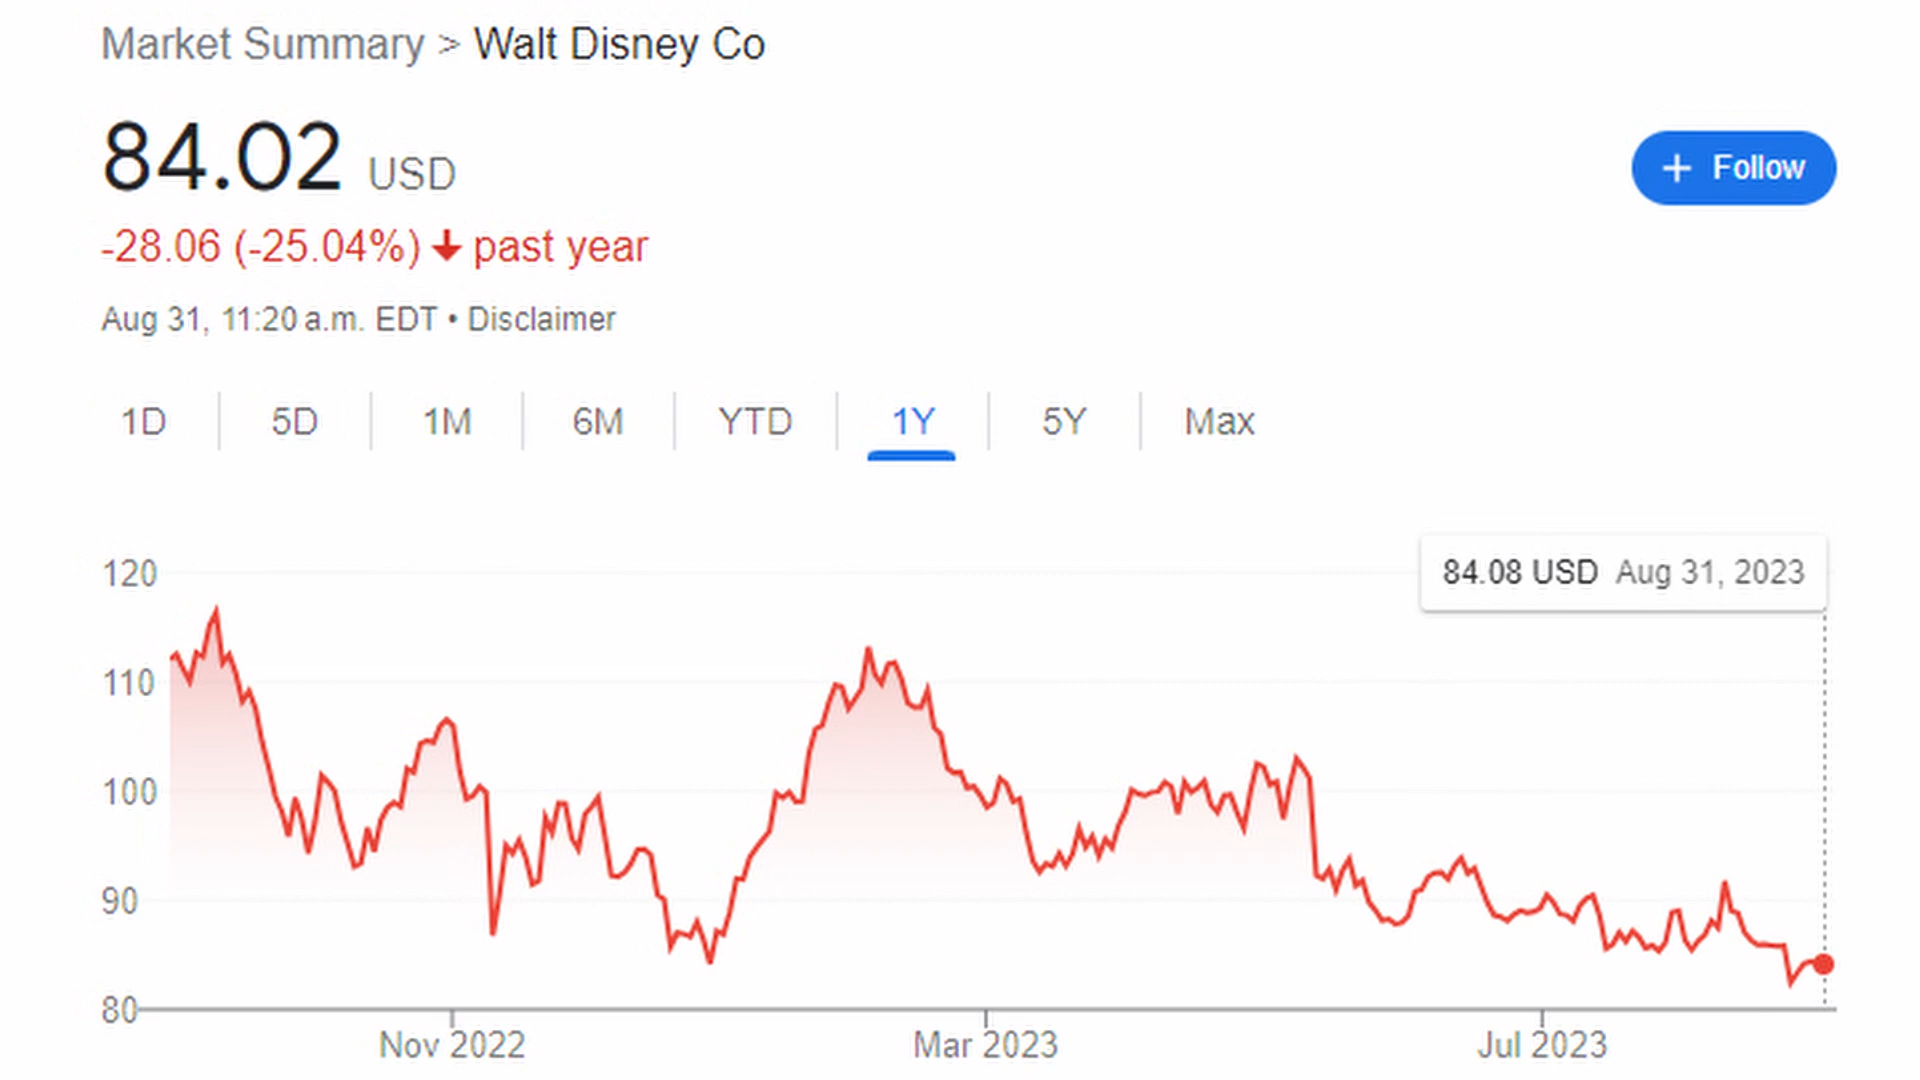 Market Summary > Walt Disney Co
84.02 USD
+ Follow
-28.06 (-25.04%) ↓ past year
Aug 31, 11:20 a.m. EDT • Disclaimer
1D 5D 1M 6M YTD 1Y 5Y Max
84.08 USD Aug 31, 2023
120
110
100
90
80
Nov 2022 Mar 2023 Jul 2023